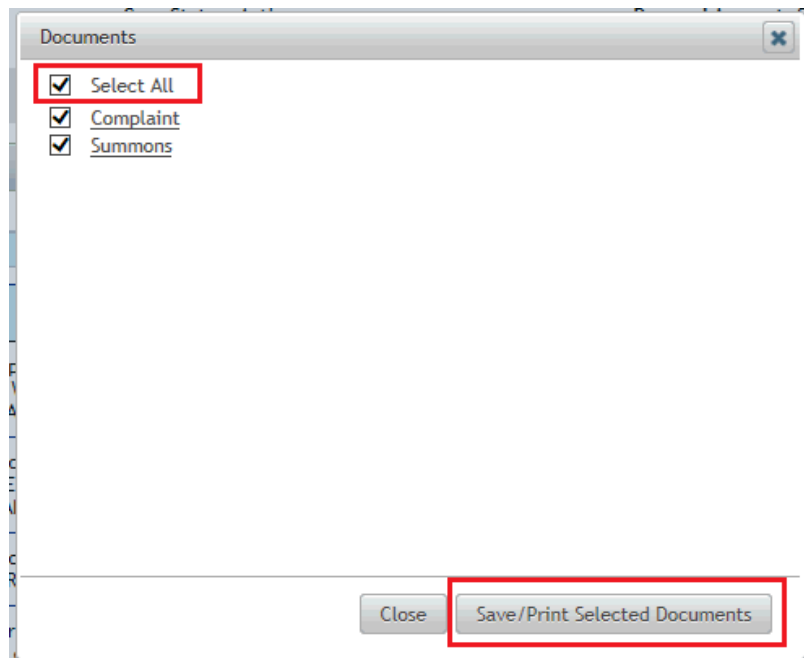 Documents
Select All
Complaint
Summons
Close
Save/Print Selected Documents